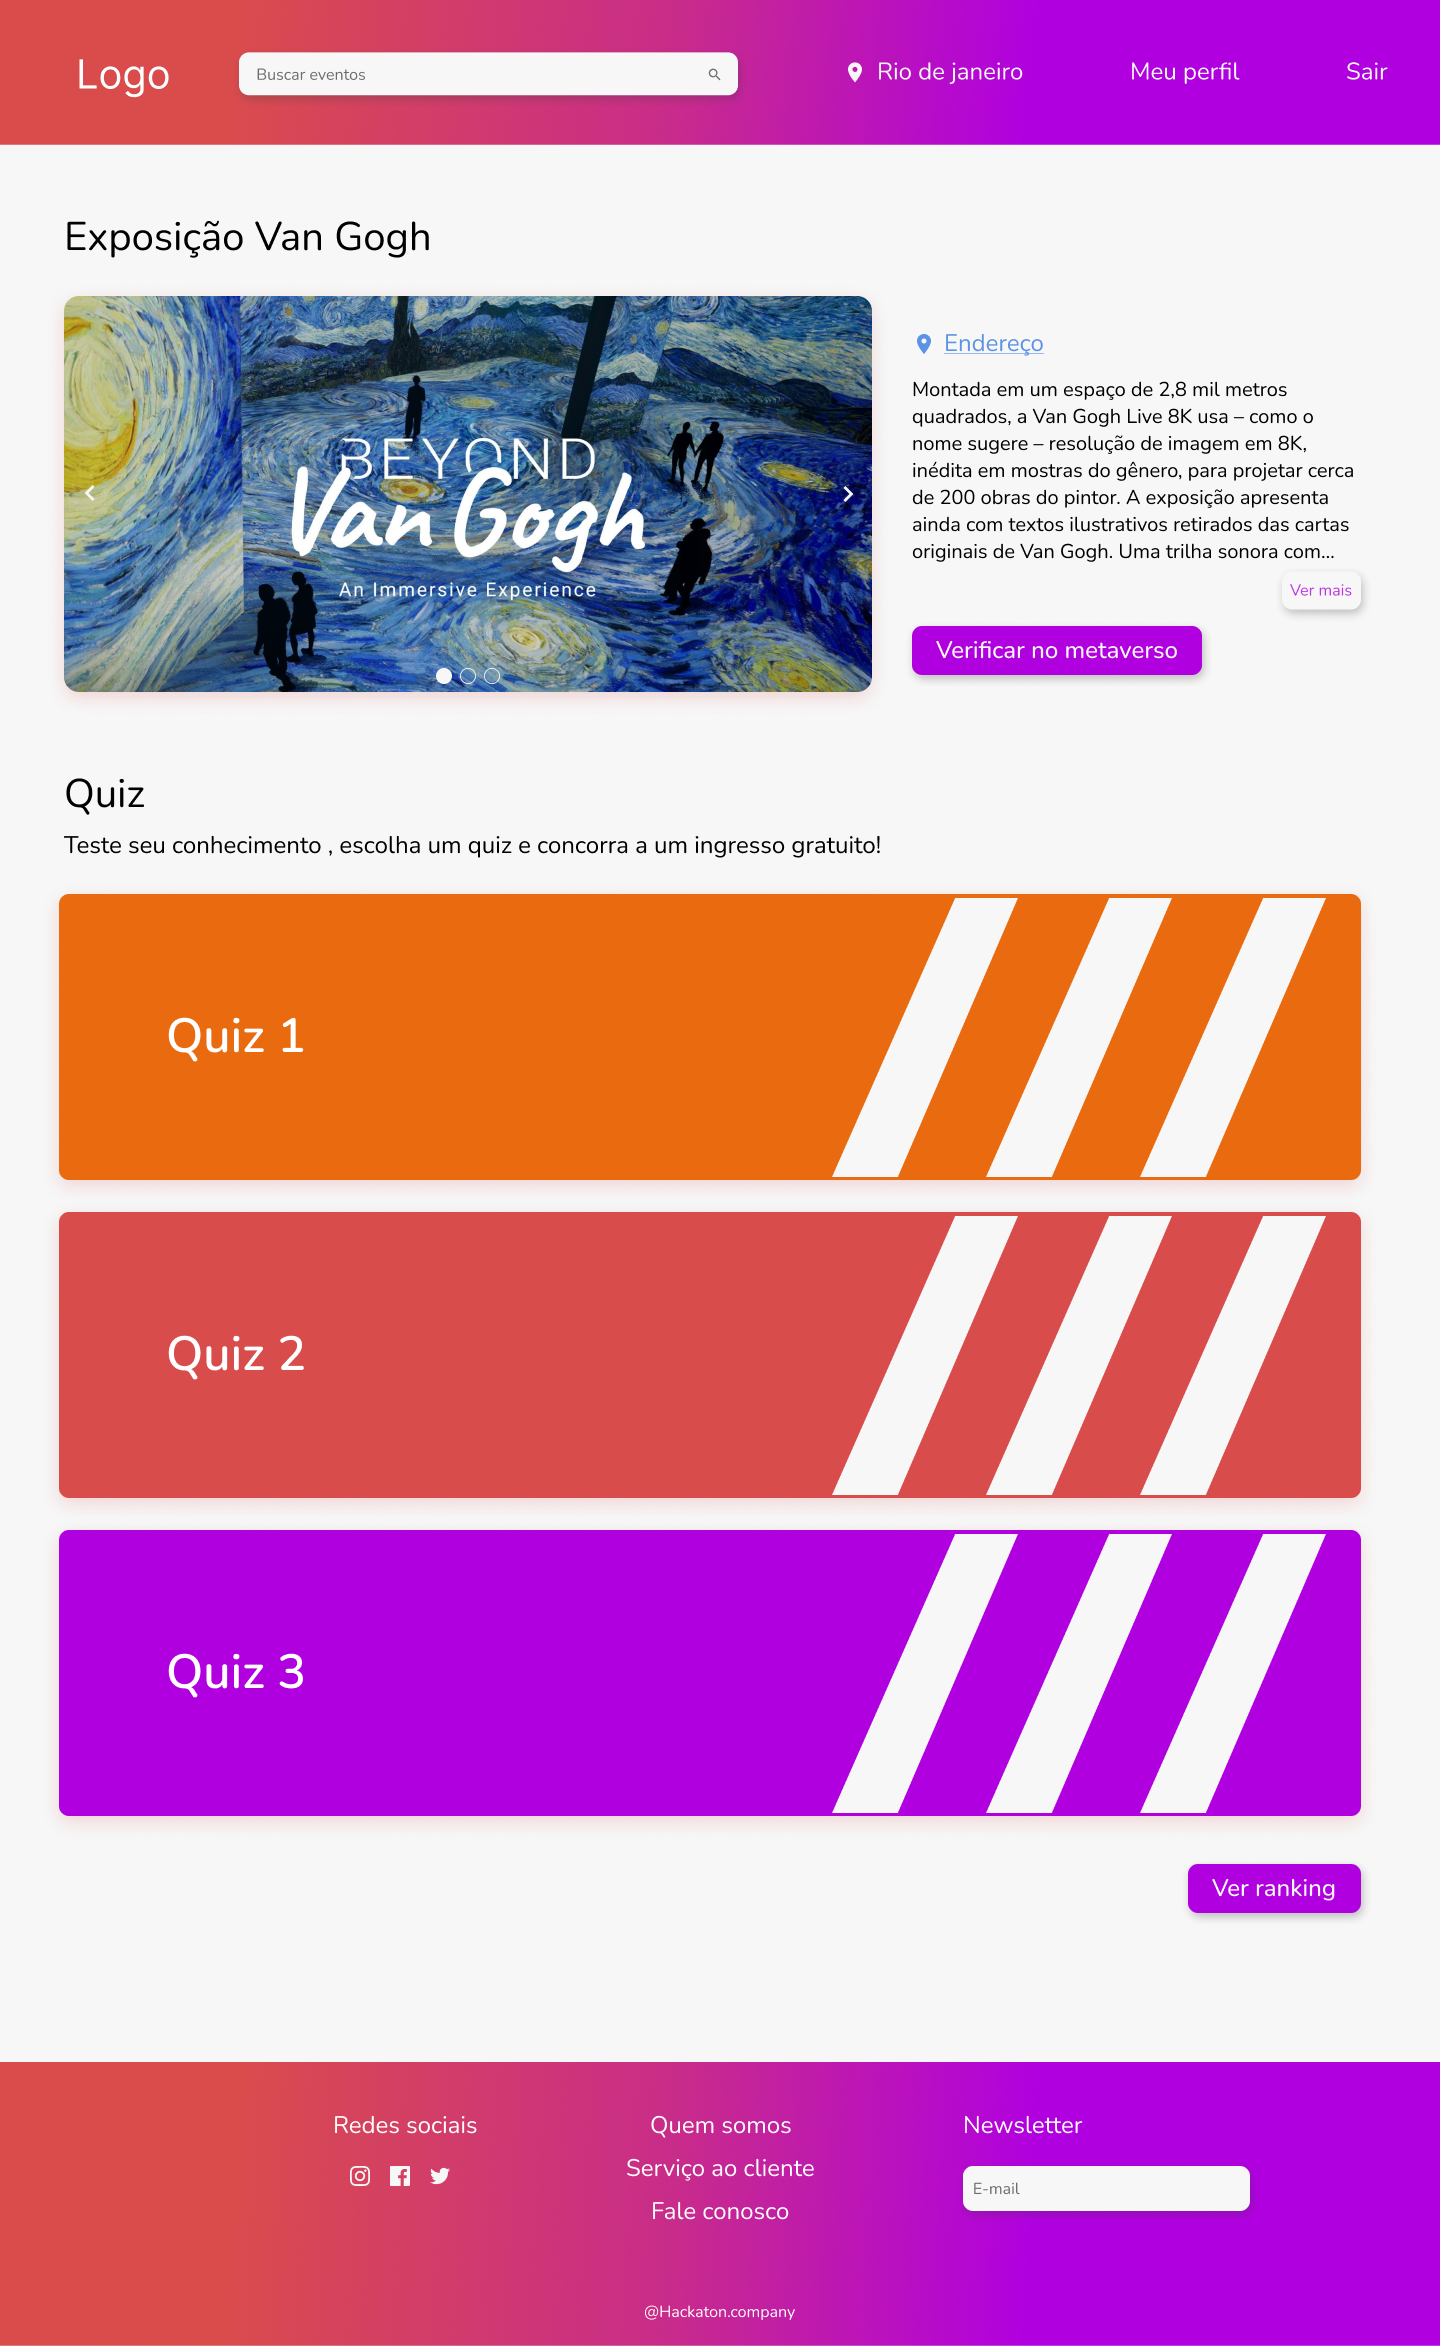 Logo
Buscar eventos
Rio de janeiro
Meu perfil
Sair
Exposição Van Gogh
BEYOND
Van Gogh
An Immersive Experience
Endereço
Montada em um espaço de 2,8 mil metros
quadrados, a Van Gogh Live 8K usa – como o
nome sugere – resolução de imagem em 8K,
inédita em mostras do gênero, para projetar cerca
de 200 obras do pintor. A exposição apresenta
ainda com textos ilustrativos retirados das cartas
originais de Van Gogh. Uma trilha sonora com...
Ver mais
Verificar no metaverso
Quiz
Teste seu conhecimento , escolha um quiz e concorra a um ingresso gratuito!
Quiz 1
Quiz 2
Quiz 3
Ver ranking
Redes sociais
Quem somos
Serviço ao cliente
Fale conosco
Newsletter
E-mail
@Hackaton.company